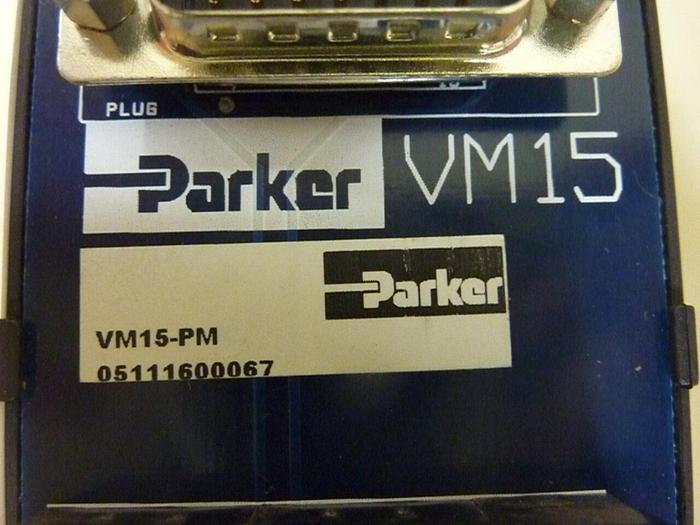 PLUG
Parker VM15
Parker
VM15-PM
05111600067